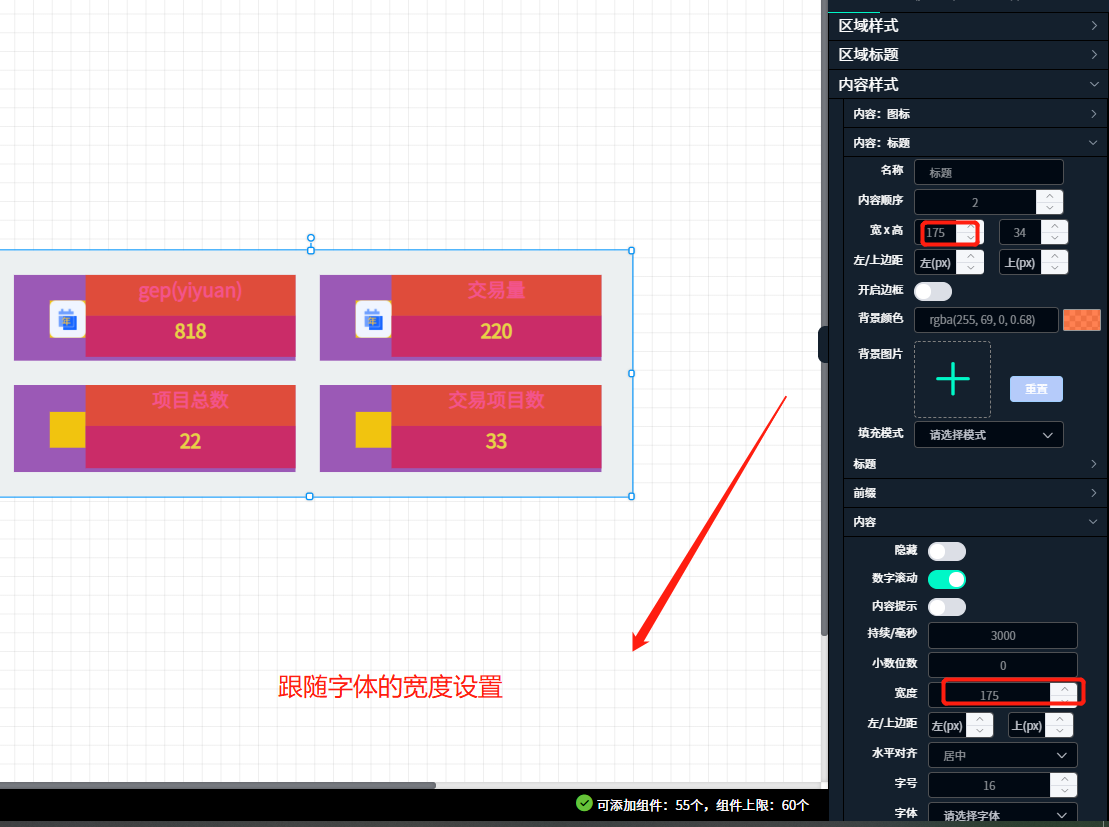 gep(yiyuan)
818
交易量
220
项目总数
22
交易项目数
33
跟随字体的宽度设置
可添加组件：55个，组件上限：60个
区域样式
区域标题
内容样式
内容：图标
内容：标题
名称 标题
内容顺序 2
宽 x 高 175 34
左/上边距 左(px) 上(px)
开启边框
背景颜色 rgba(255, 69, 0, 0.68)
背景图片
重置
填充模式 请选择模式
标题
前缀
内容
隐藏
数字滚动
内容提示
持续/毫秒 3000
小数位数 0
宽度 175
左/上边距 左(px) 上(px)
水平对齐 居中
字号 16
字体 请选择字体